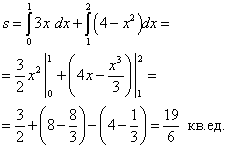 s = ∫₀¹ 3x dx + ∫₁² (4 − x²)dx =
= 3/2 x² |₀¹ + (4x − x³/3) |₁² =
= 3/2 + (8 − 8/3) − (4 − 1/3) = 19/6 кв.ед.